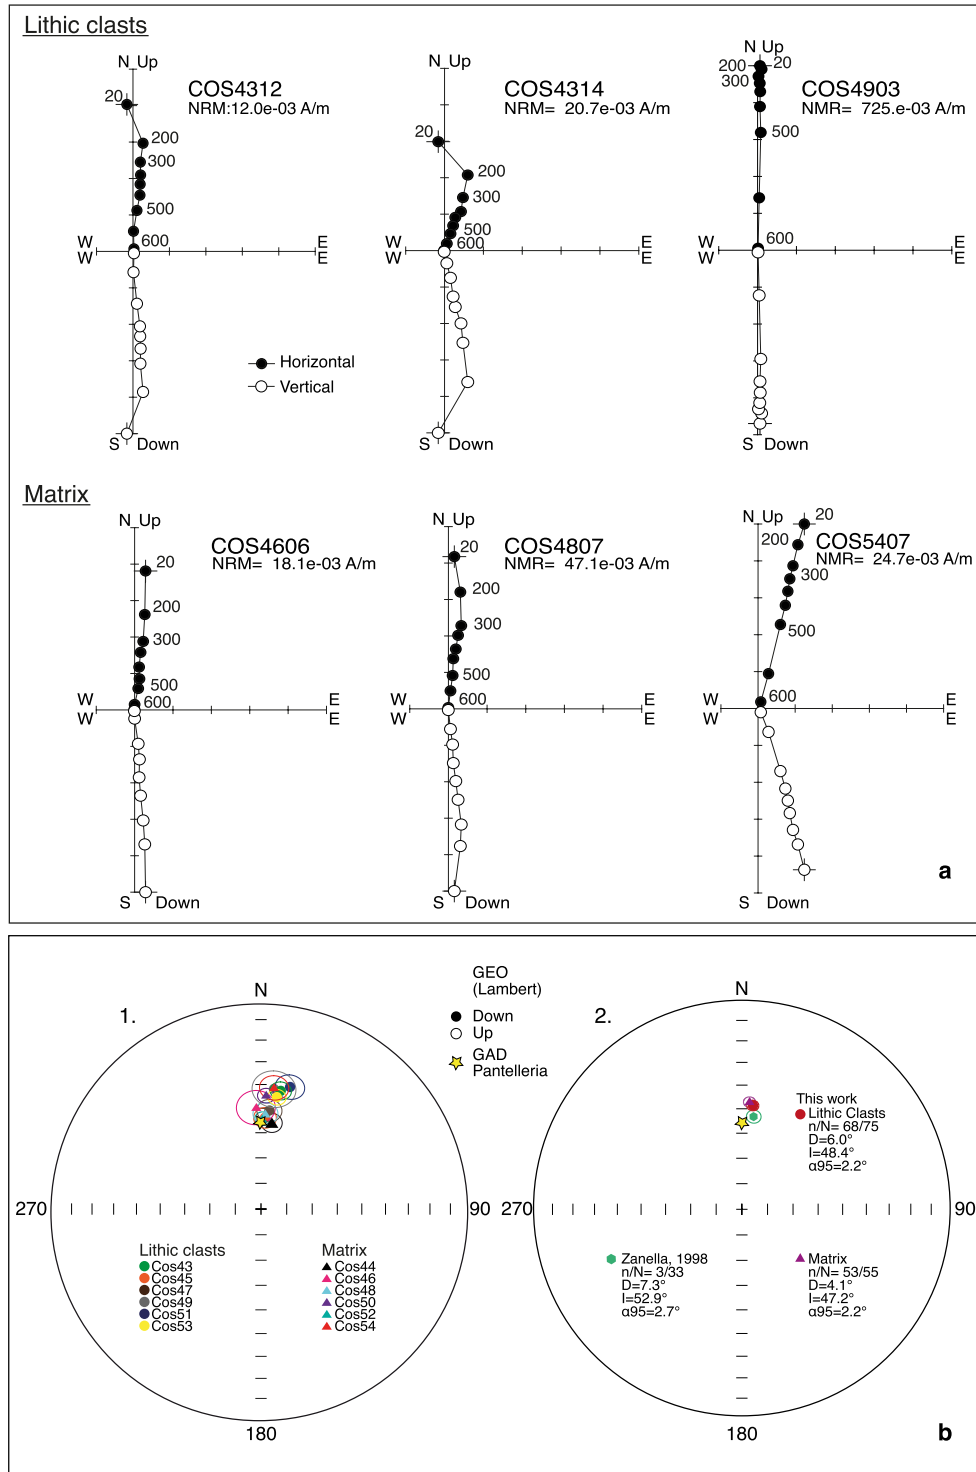 Lithic clasts
N Up
COS4312
NRM:12.0e-03 A/m
20
200
300
500
600
W
W
E
E
S Down
N Up
COS4314
NRM= 20.7e-03 A/m
20
200
300
500
600
W
W
E
E
S Down
N Up
200 20
300
COS4903
NMR= 725.e-03 A/m
500
600
W
W
E
E
S Down
Horizontal
Vertical
Matrix
N Up
COS4606
NRM= 18.1e-03 A/m
20
200
300
500
600
W
W
E
E
S Down
N Up
COS4807
NMR= 47.1e-03 A/m
20
200
300
500
600
W
W
E
E
S Down
N Up
20
200
COS5407
NMR= 24.7e-03 A/m
300
500
600
W
W
E
E
S Down
a
1.
N
270
90
180
Lithic clasts
Cos43
Cos45
Cos47
Cos49
Cos51
Cos53
Matrix
Cos44
Cos46
Cos48
Cos50
Cos52
Cos54
GEO
(Lambert)
Down
Up
GAD
Pantelleria
2.
N
270
90
180
This work
Lithic Clasts
n/N= 68/75
D=6.0°
I=48.4°
α95=2.2°
Zanella, 1998
n/N= 3/33
D=7.3°
I=52.9°
α95=2.7°
Matrix
n/N= 53/55
D=4.1°
I=47.2°
α95=2.2°
b